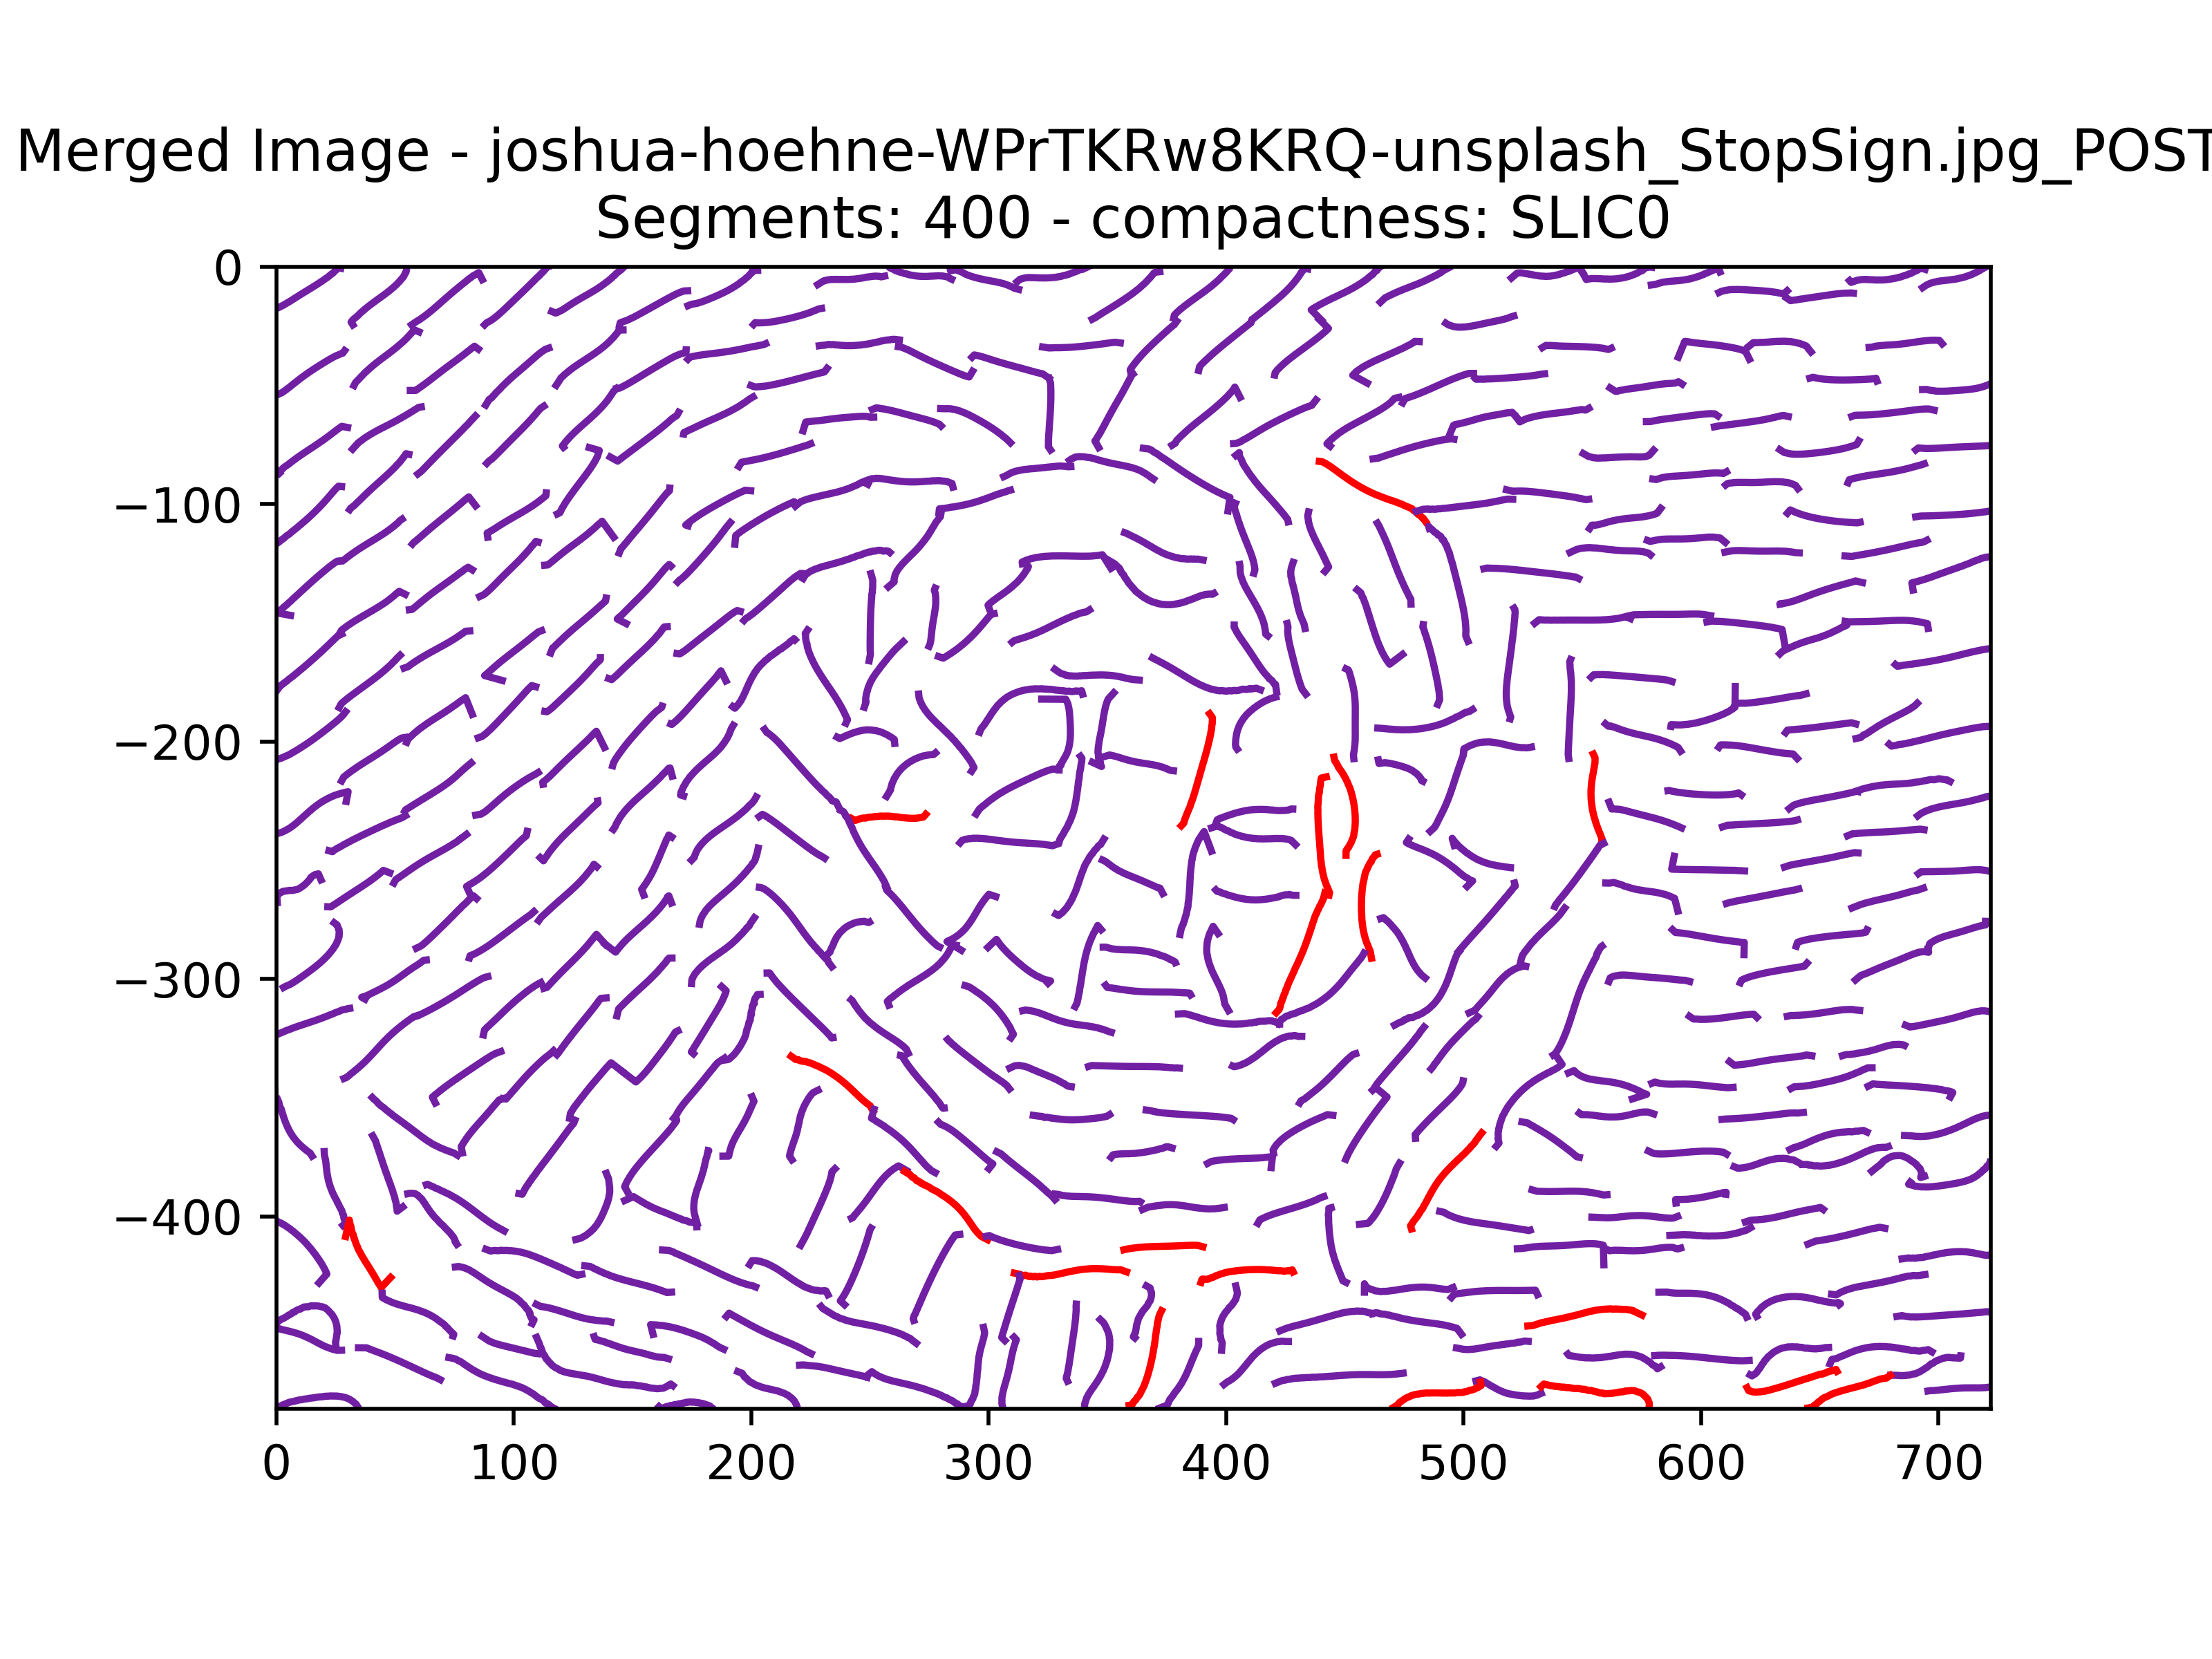 Merged Image - joshua-hoehne-WPrTKRw8KRQ-unsplash_StopSign.jpg_POST
Segments: 400 - compactness: SLIC0
0
−100
−200
−300
−400
0 100 200 300 400 500 600 700